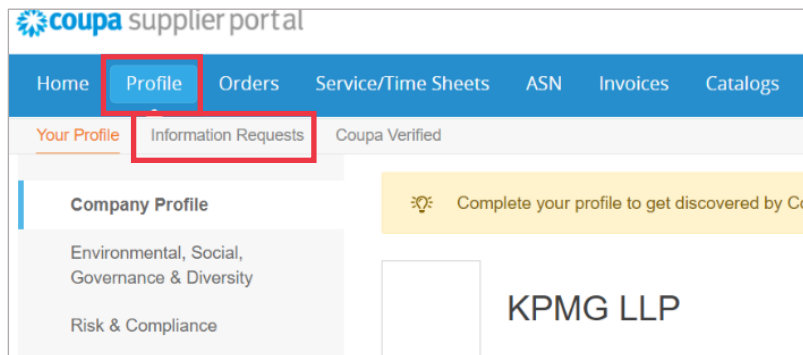 coupa supplier portal
Home Profile Orders Service/Time Sheets ASN Invoices Catalogs
Your Profile Information Requests Coupa Verified
Company Profile
Complete your profile to get discovered by Co
Environmental, Social,
Governance & Diversity
KPMG LLP
Risk & Compliance